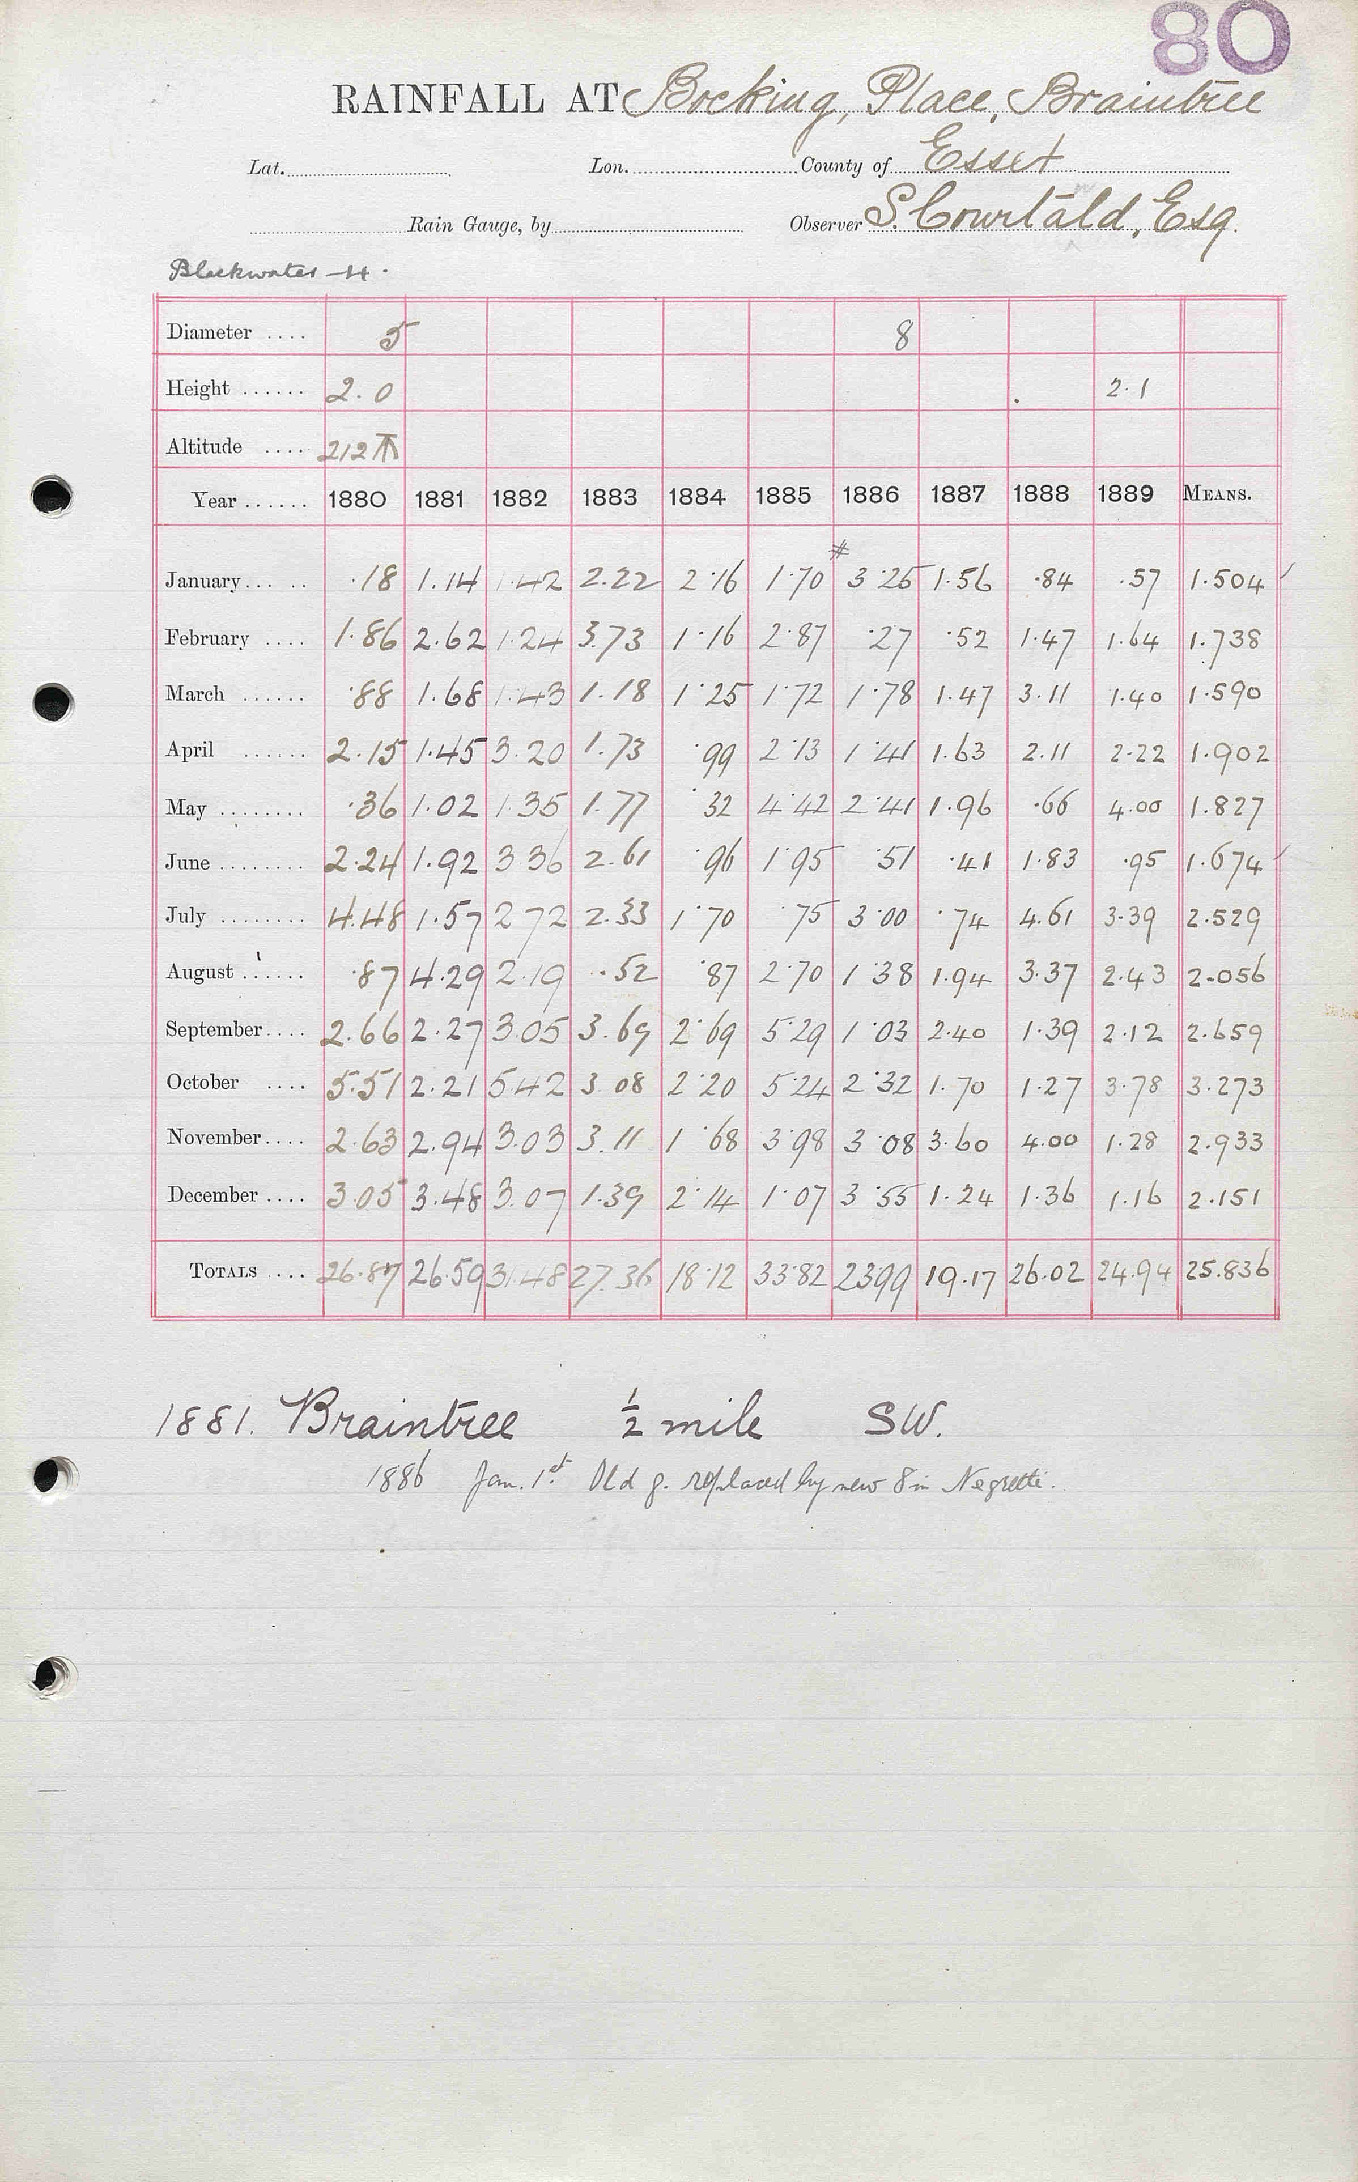 80
RAINFALL AT Bocking, Place, Braintree
Lat. Lon. County of Essex
Rain Gauge, by Observer S. Courtald, Esq.
Blackwater - 4.
Diameter .... 5 8
Height ...... 2.0 2.1
Altitude .... 212
Year ...... 1880 1881 1882 1883 1884 1885 1886 1887 1888 1889 MEANS.
#
January ... .18 1.14 1.42 2.22 2.16 1.70 3.25 1.56 .84 .57 1.504
February .... 1.86 2.62 1.24 3.73 1.16 2.87 .27 .52 1.47 1.64 1.738
March ...... .88 1.68 1.43 1.18 1.25 1.72 1.78 1.47 3.11 1.40 1.590
April ...... 2.15 1.45 3.20 1.73 .99 2.13 1.41 1.63 2.11 2.22 1.902
May ........ .36 1.02 1.35 1.77 .32 4.42 2.41 1.96 .66 4.00 1.827
June ........ 2.24 1.92 3 36 2.61 .96 1.95 .51 .41 1.83 .95 1.674
July ........ 4.48 1.57 2 72 2.33 1.70 .75 3.00 .74 4.61 3.39 2.529
August ...... .87 4.29 2.19 .52 .87 2.70 1.38 1.94 3.37 2.43 2.056
September .... 2.66 2.27 3.05 3.69 2.69 5.29 1.03 2.40 1.39 2.12 2.659
October .... 5.51 2.21 5 42 3.08 2.20 5.24 2.32 1.70 1.27 3.78 3.273
November .... 2.63 2.94 3.03 3.11 1.68 3.98 3.08 3.60 4.00 1.28 2.933
December .... 3.05 3.48 3.07 1.39 2.14 1.07 3.55 1.24 1.36 1.16 2.151
TOTALS .... 26.87 26.59 31.48 27.36 18.12 33.82 23 99 19.17 26.02 24.94 25.836
1881. Braintree ½ mile SW.
1886 Jan. 1st. Old g. replaced by new 8 in Negretti.